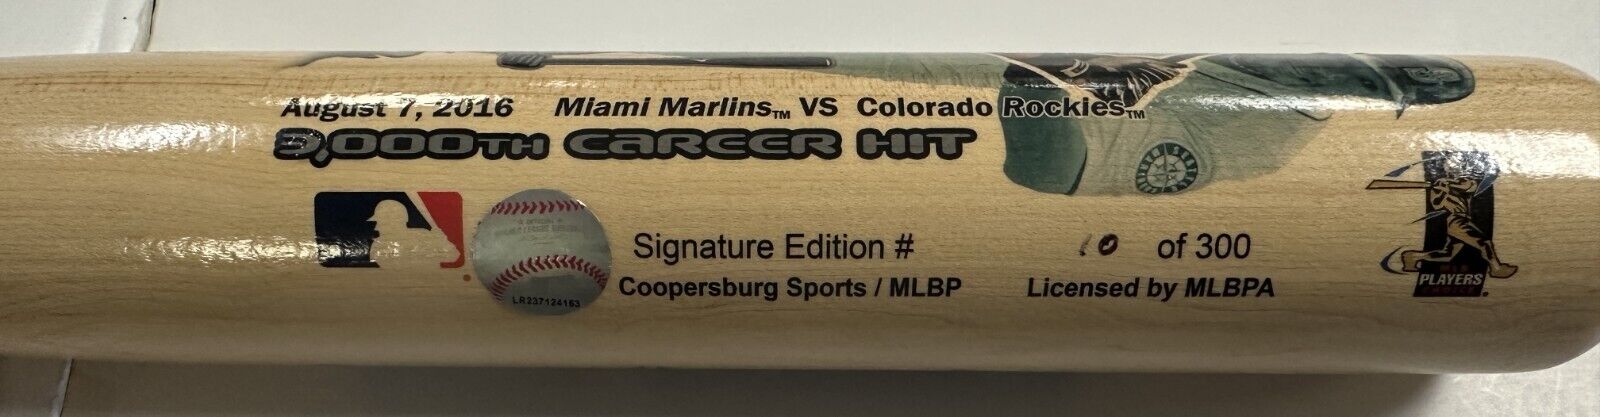 August 7, 2016 Miami Marlins™ VS Colorado Rockies™
3,000TH CAREER HIT
Signature Edition # 10 of 300
Coopersburg Sports / MLBP Licensed by MLBPA
LR237124163
PLAYERS